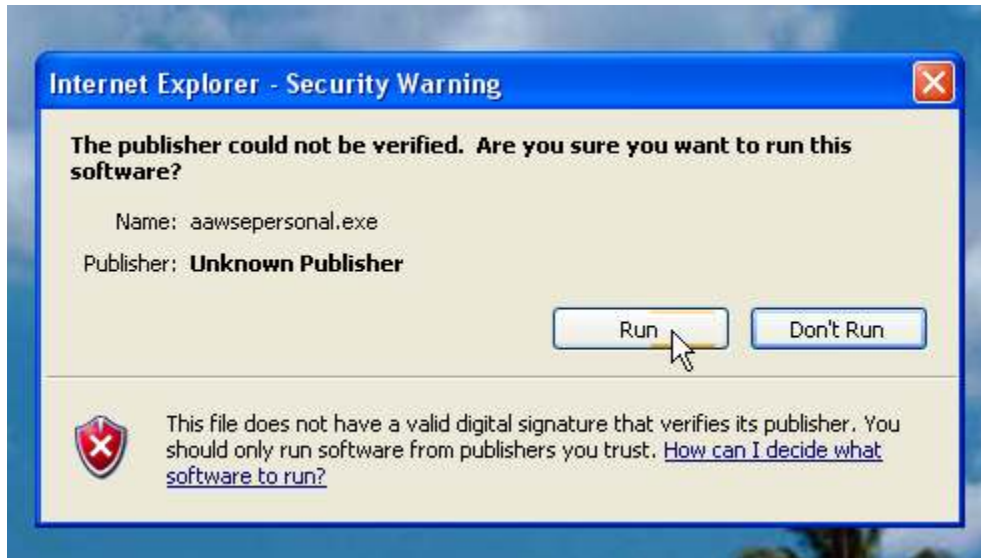 Internet Explorer - Security Warning
The publisher could not be verified.  Are you sure you want to run this
software?
Name: aawsepersonal.exe
Publisher: Unknown Publisher
Run
Don't Run
This file does not have a valid digital signature that verifies its publisher. You
should only run software from publishers you trust. How can I decide what
software to run?